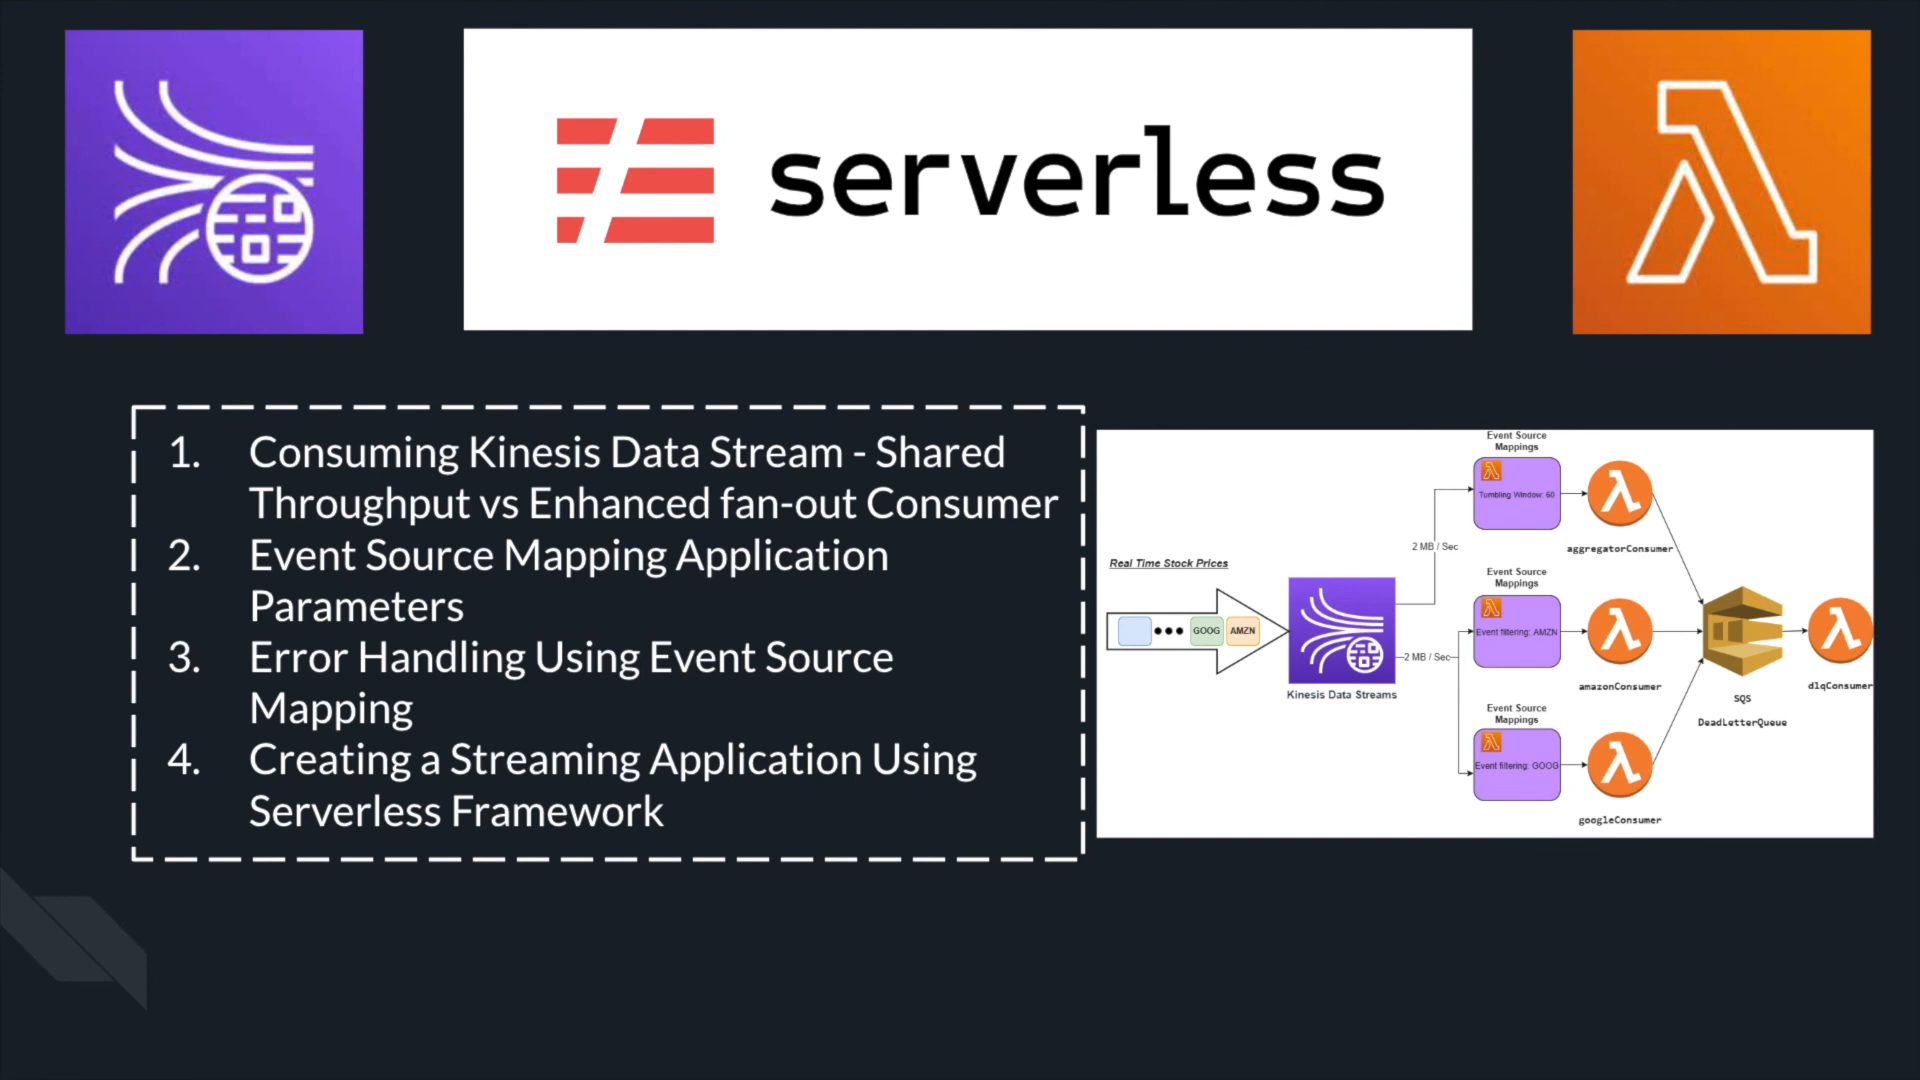 serverless
1. Consuming Kinesis Data Stream - Shared
Throughput vs Enhanced fan-out Consumer
2. Event Source Mapping Application
Parameters
3. Error Handling Using Event Source
Mapping
4. Creating a Streaming Application Using
Serverless Framework
Real Time Stock Prices
GOOG
AMZN
Kinesis Data Streams
2 MB / Sec
2 MB / Sec
Event Source
Mappings
Tumbling Window: 60
aggregatorConsumer
Event Source
Mappings
Event filtering: AMZN
amazonConsumer
Event Source
Mappings
Event filtering: GOOG
googleConsumer
SQS
DeadLetterQueue
dlqConsumer